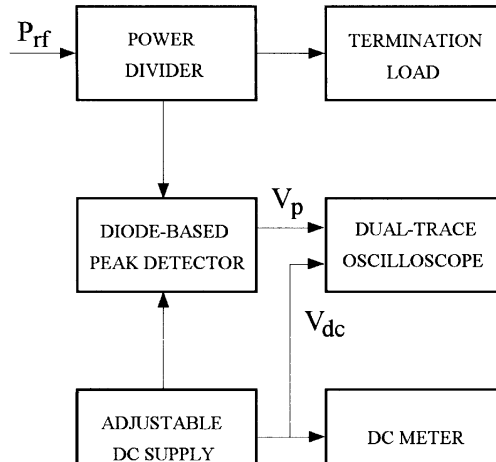 P_rf
POWER
DIVIDER
TERMINATION
LOAD
DIODE-BASED
PEAK DETECTOR
V_p
DUAL-TRACE
OSCILLOSCOPE
V_dc
ADJUSTABLE
DC SUPPLY
DC METER